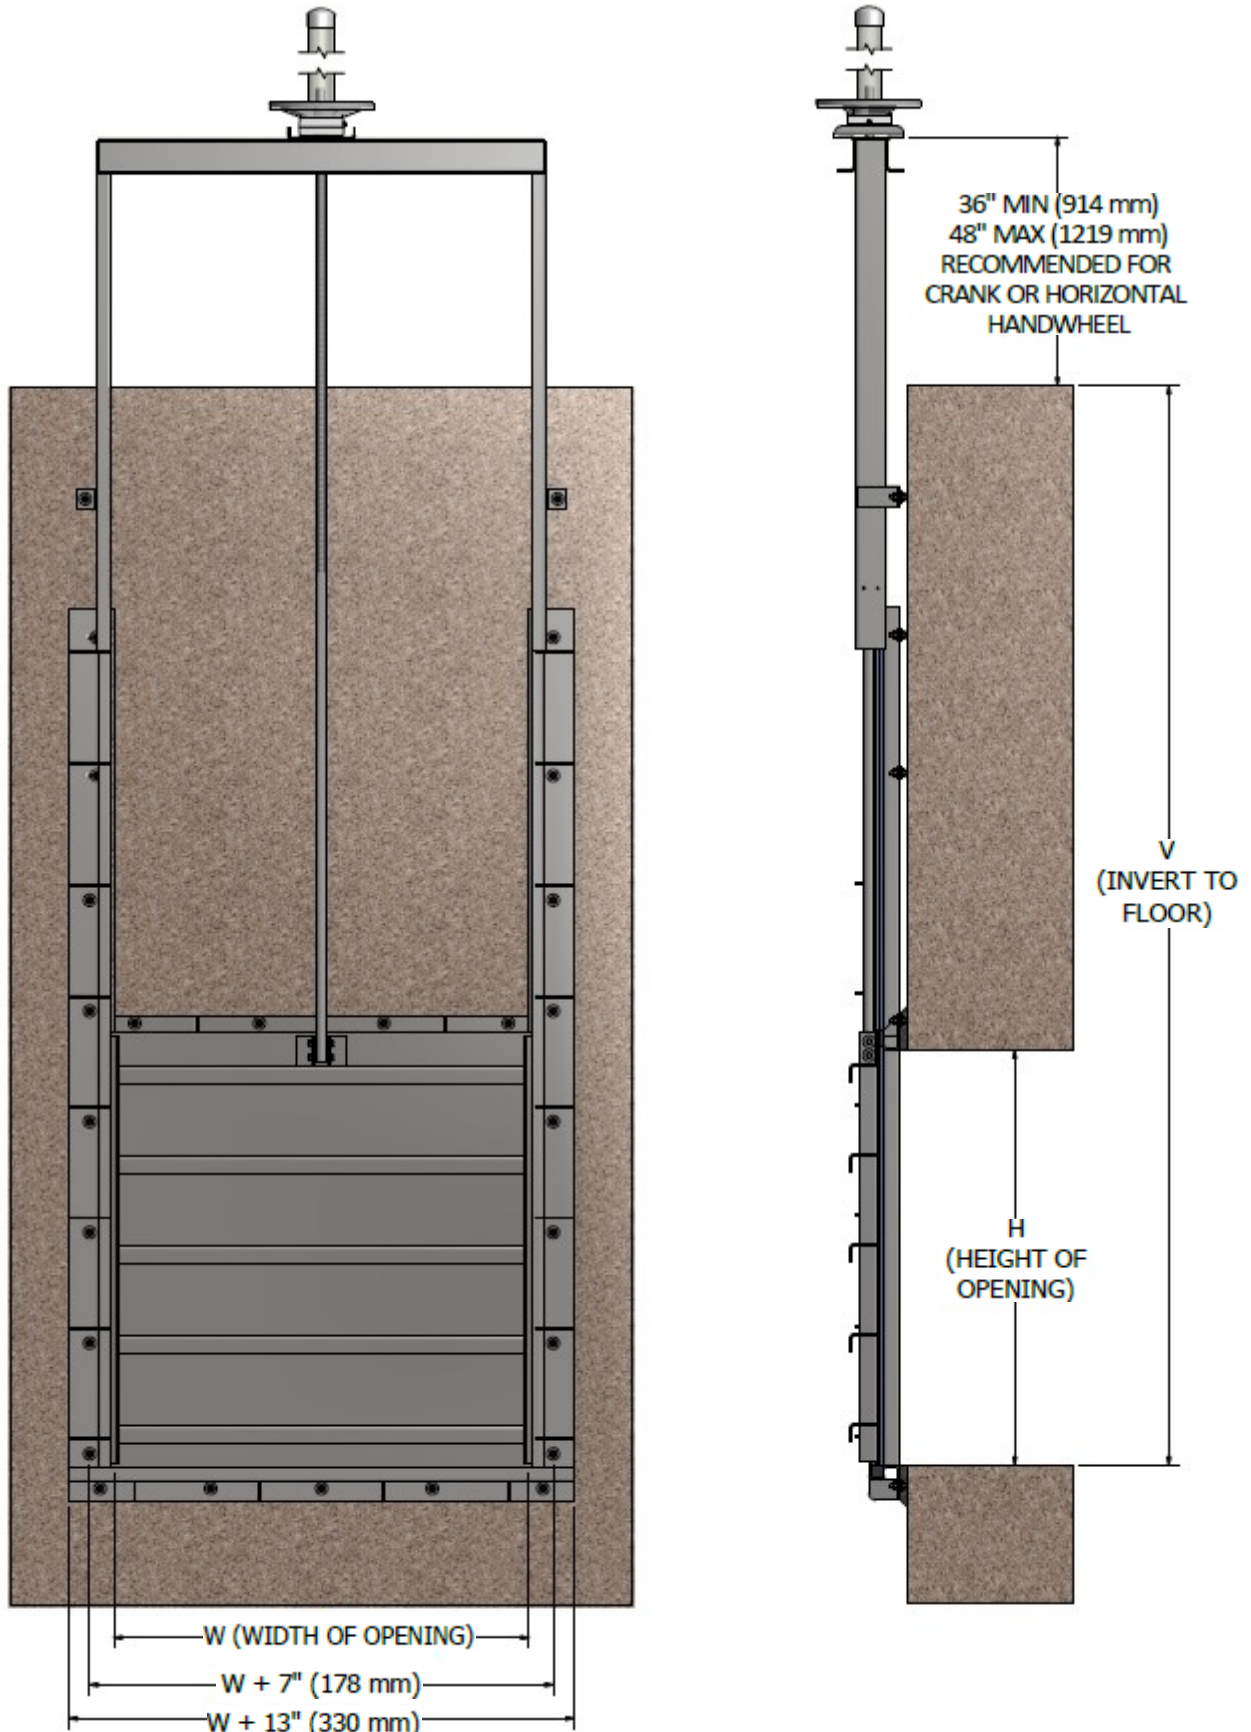 36" MIN (914 mm)
48" MAX (1219 mm)
RECOMMENDED FOR
CRANK OR HORIZONTAL
HANDWHEEL
V
(INVERT TO
FLOOR)
H
(HEIGHT OF
OPENING)
W (WIDTH OF OPENING)
W + 7" (178 mm)
W + 13" (330 mm)